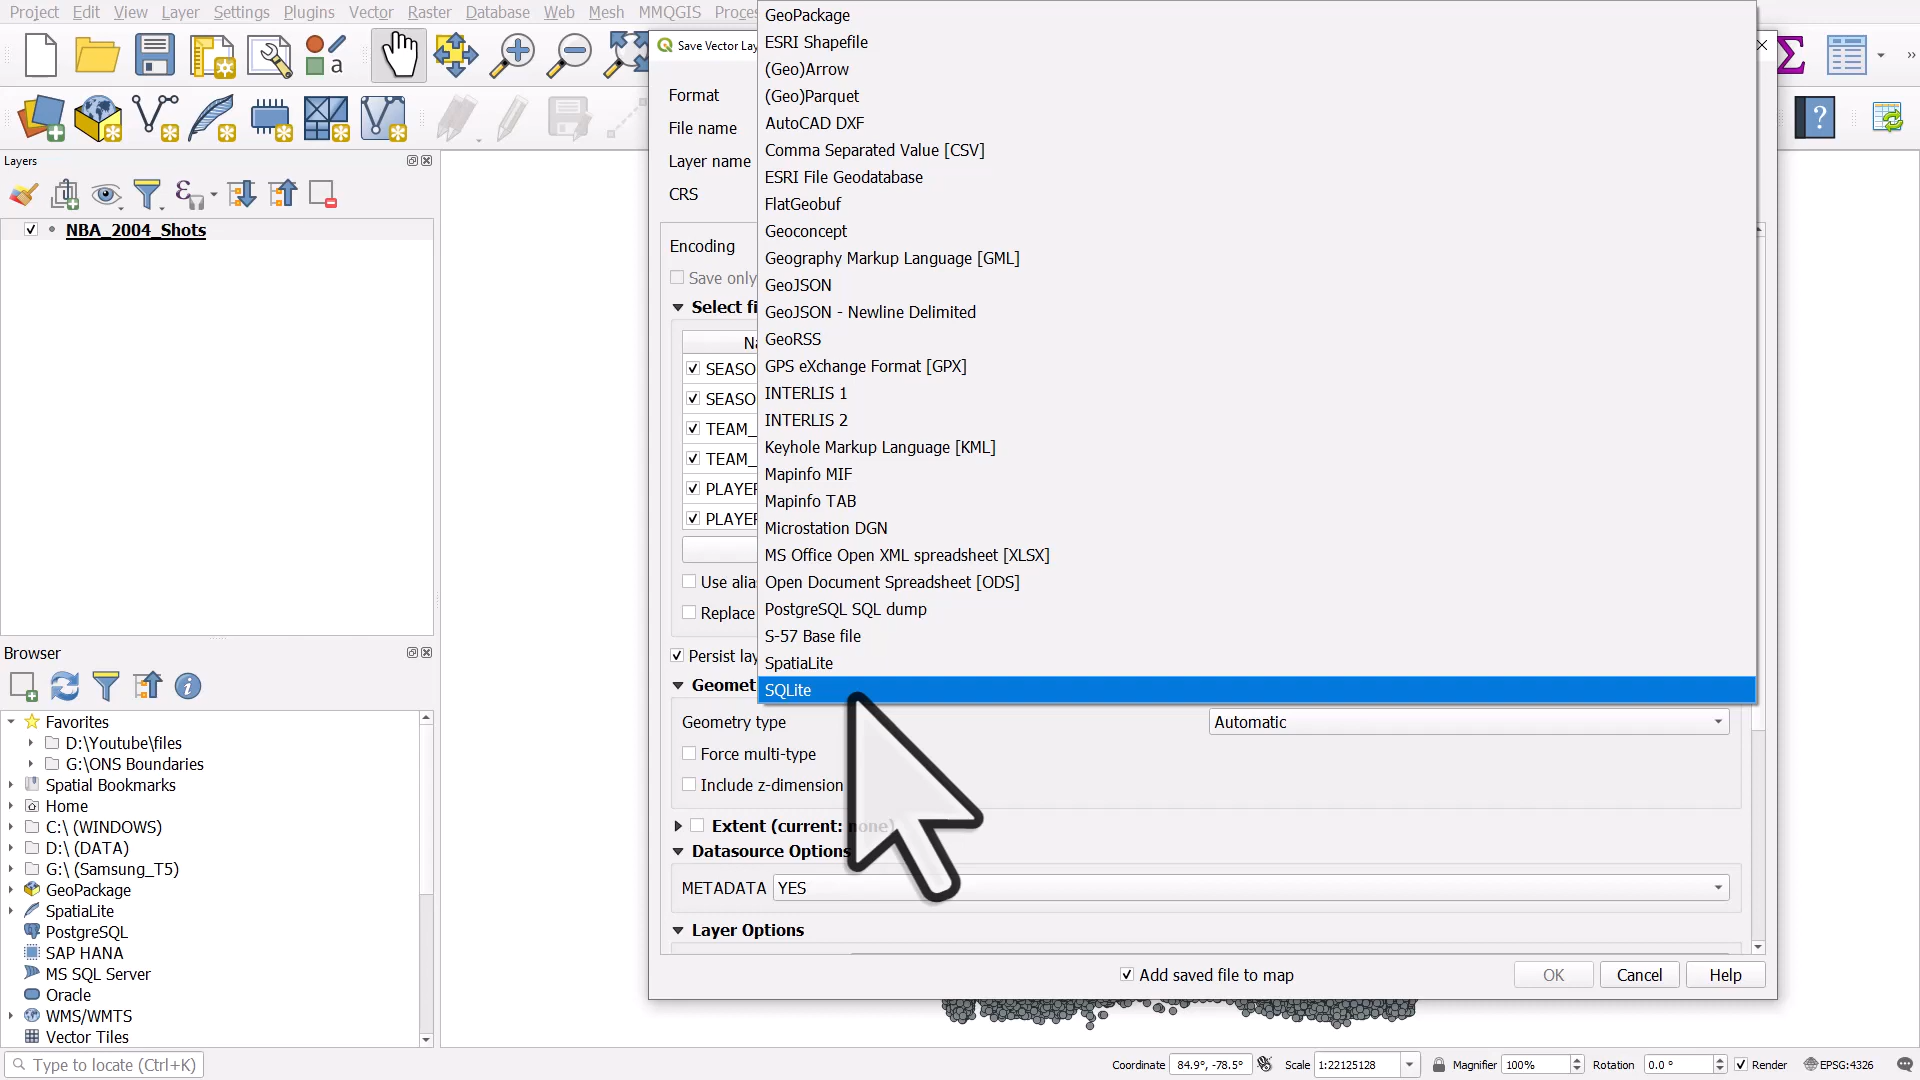 Project Edit View Layer Settings Plugins Vector Raster Database Web Mesh MMQGIS
Save Vector
Format
File name
Layer name
CRS
GeoPackage
ESRI Shapefile
(Geo)Arrow
(Geo)Parquet
AutoCAD DXF
Comma Separated Value [CSV]
ESRI File Geodatabase
FlatGeobuf
Geoconcept
Geography Markup Language [GML]
GeoJSON
GeoJSON - Newline Delimited
GeoRSS
GPS eXchange Format [GPX]
INTERLIS 1
INTERLIS 2
Keyhole Markup Language [KML]
Mapinfo MIF
Mapinfo TAB
Microstation DGN
MS Office Open XML spreadsheet [XLSX]
Open Document Spreadsheet [ODS]
PostgreSQL SQL dump
S-57 Base file
SpatiaLite
SQLite
Layers
NBA_2004_Shots
Encoding
Save only
Select
SEASO
SEASO
TEAM_
TEAM_
PLAYER
PLAYER
Use
Replace
Persist
Geometry type
Automatic
Force multi-type
Include z-dimension
Extent (current: none)
Datasource Options
METADATA YES
Layer Options
Add saved file to map
OK Cancel Help
Browser
Favorites
D:\Youtube\files
G:\ONS Boundaries
Spatial Bookmarks
Home
C:\ (WINDOWS)
D:\ (DATA)
G:\ (Samsung_T5)
GeoPackage
SpatiaLite
PostgreSQL
SAP HANA
MS SQL Server
Oracle
WMS/WMTS
Vector Tiles
Type to locate (Ctrl+K)
Coordinate 84.9°, -78.5° Scale 1:22125128 Magnifier 100% Rotation 0.0 ° Render EPSG:4326